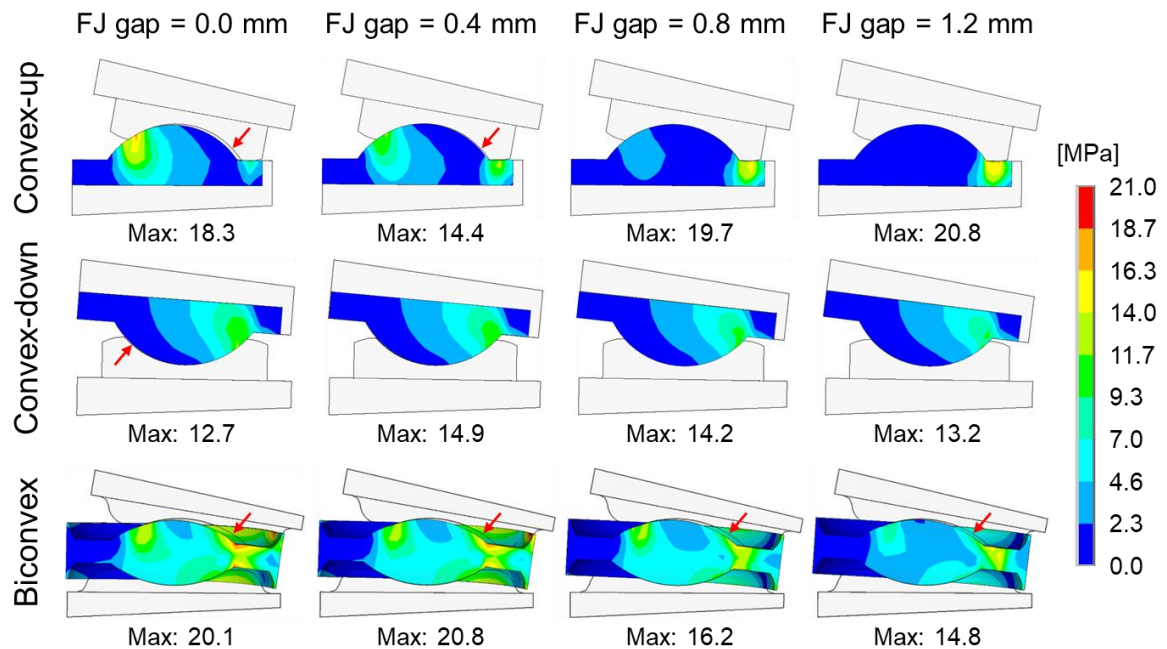 FJ gap = 0.0 mm FJ gap = 0.4 mm FJ gap = 0.8 mm FJ gap = 1.2 mm
Convex-up
Max: 18.3 Max: 14.4 Max: 19.7 Max: 20.8
Convex-down
Max: 12.7 Max: 14.9 Max: 14.2 Max: 13.2
Biconvex
Max: 20.1 Max: 20.8 Max: 16.2 Max: 14.8
[MPa]
21.0
18.7
16.3
14.0
11.7
9.3
7.0
4.6
2.3
0.0